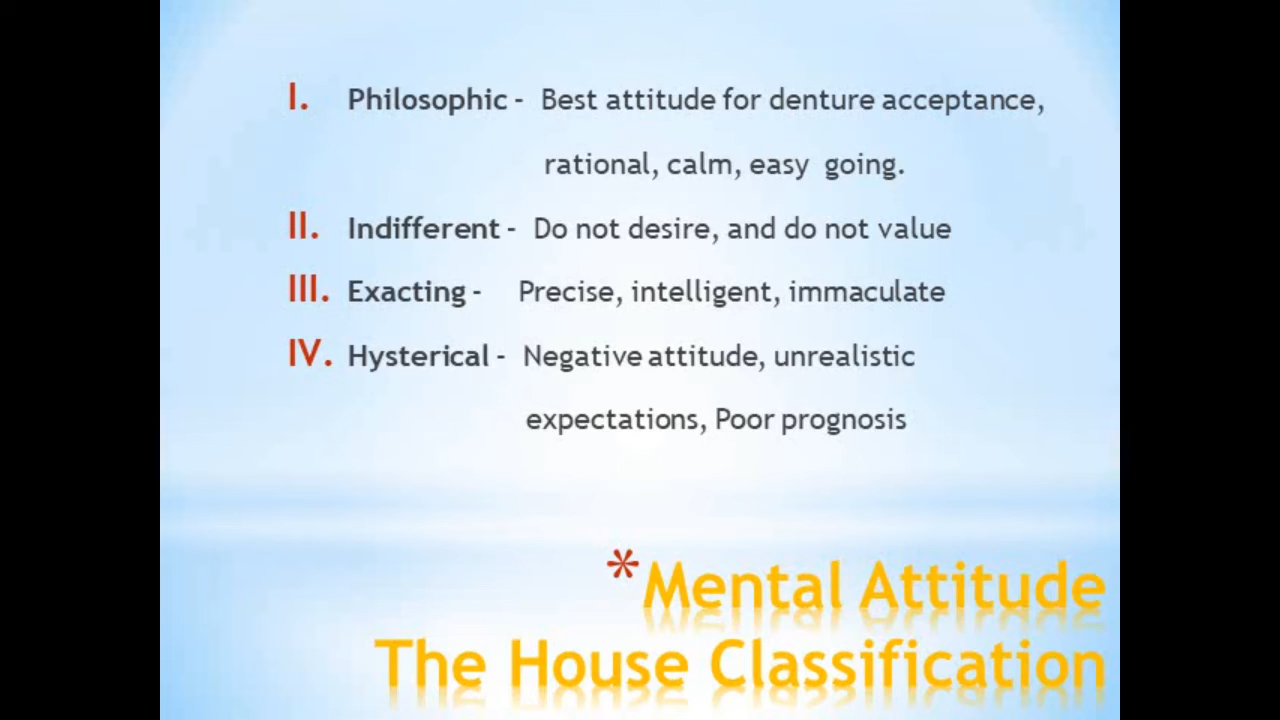 I. Philosophic - Best attitude for denture acceptance,
rational, calm, easy going.
II. Indifferent - Do not desire, and do not value
III. Exacting - Precise, intelligent, immaculate
IV. Hysterical - Negative attitude, unrealistic
expectations, Poor prognosis
*Mental Attitude
The House Classification